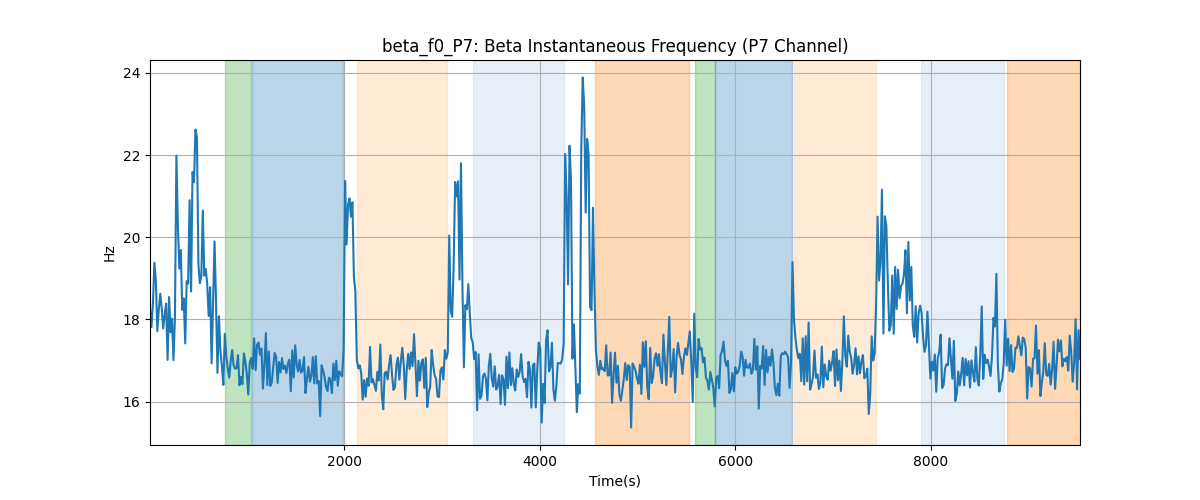 beta_f0_P7: Beta Instantaneous Frequency (P7 Channel)
24
22
20
18
16
Hz
2000 4000 6000 8000
Time(s)